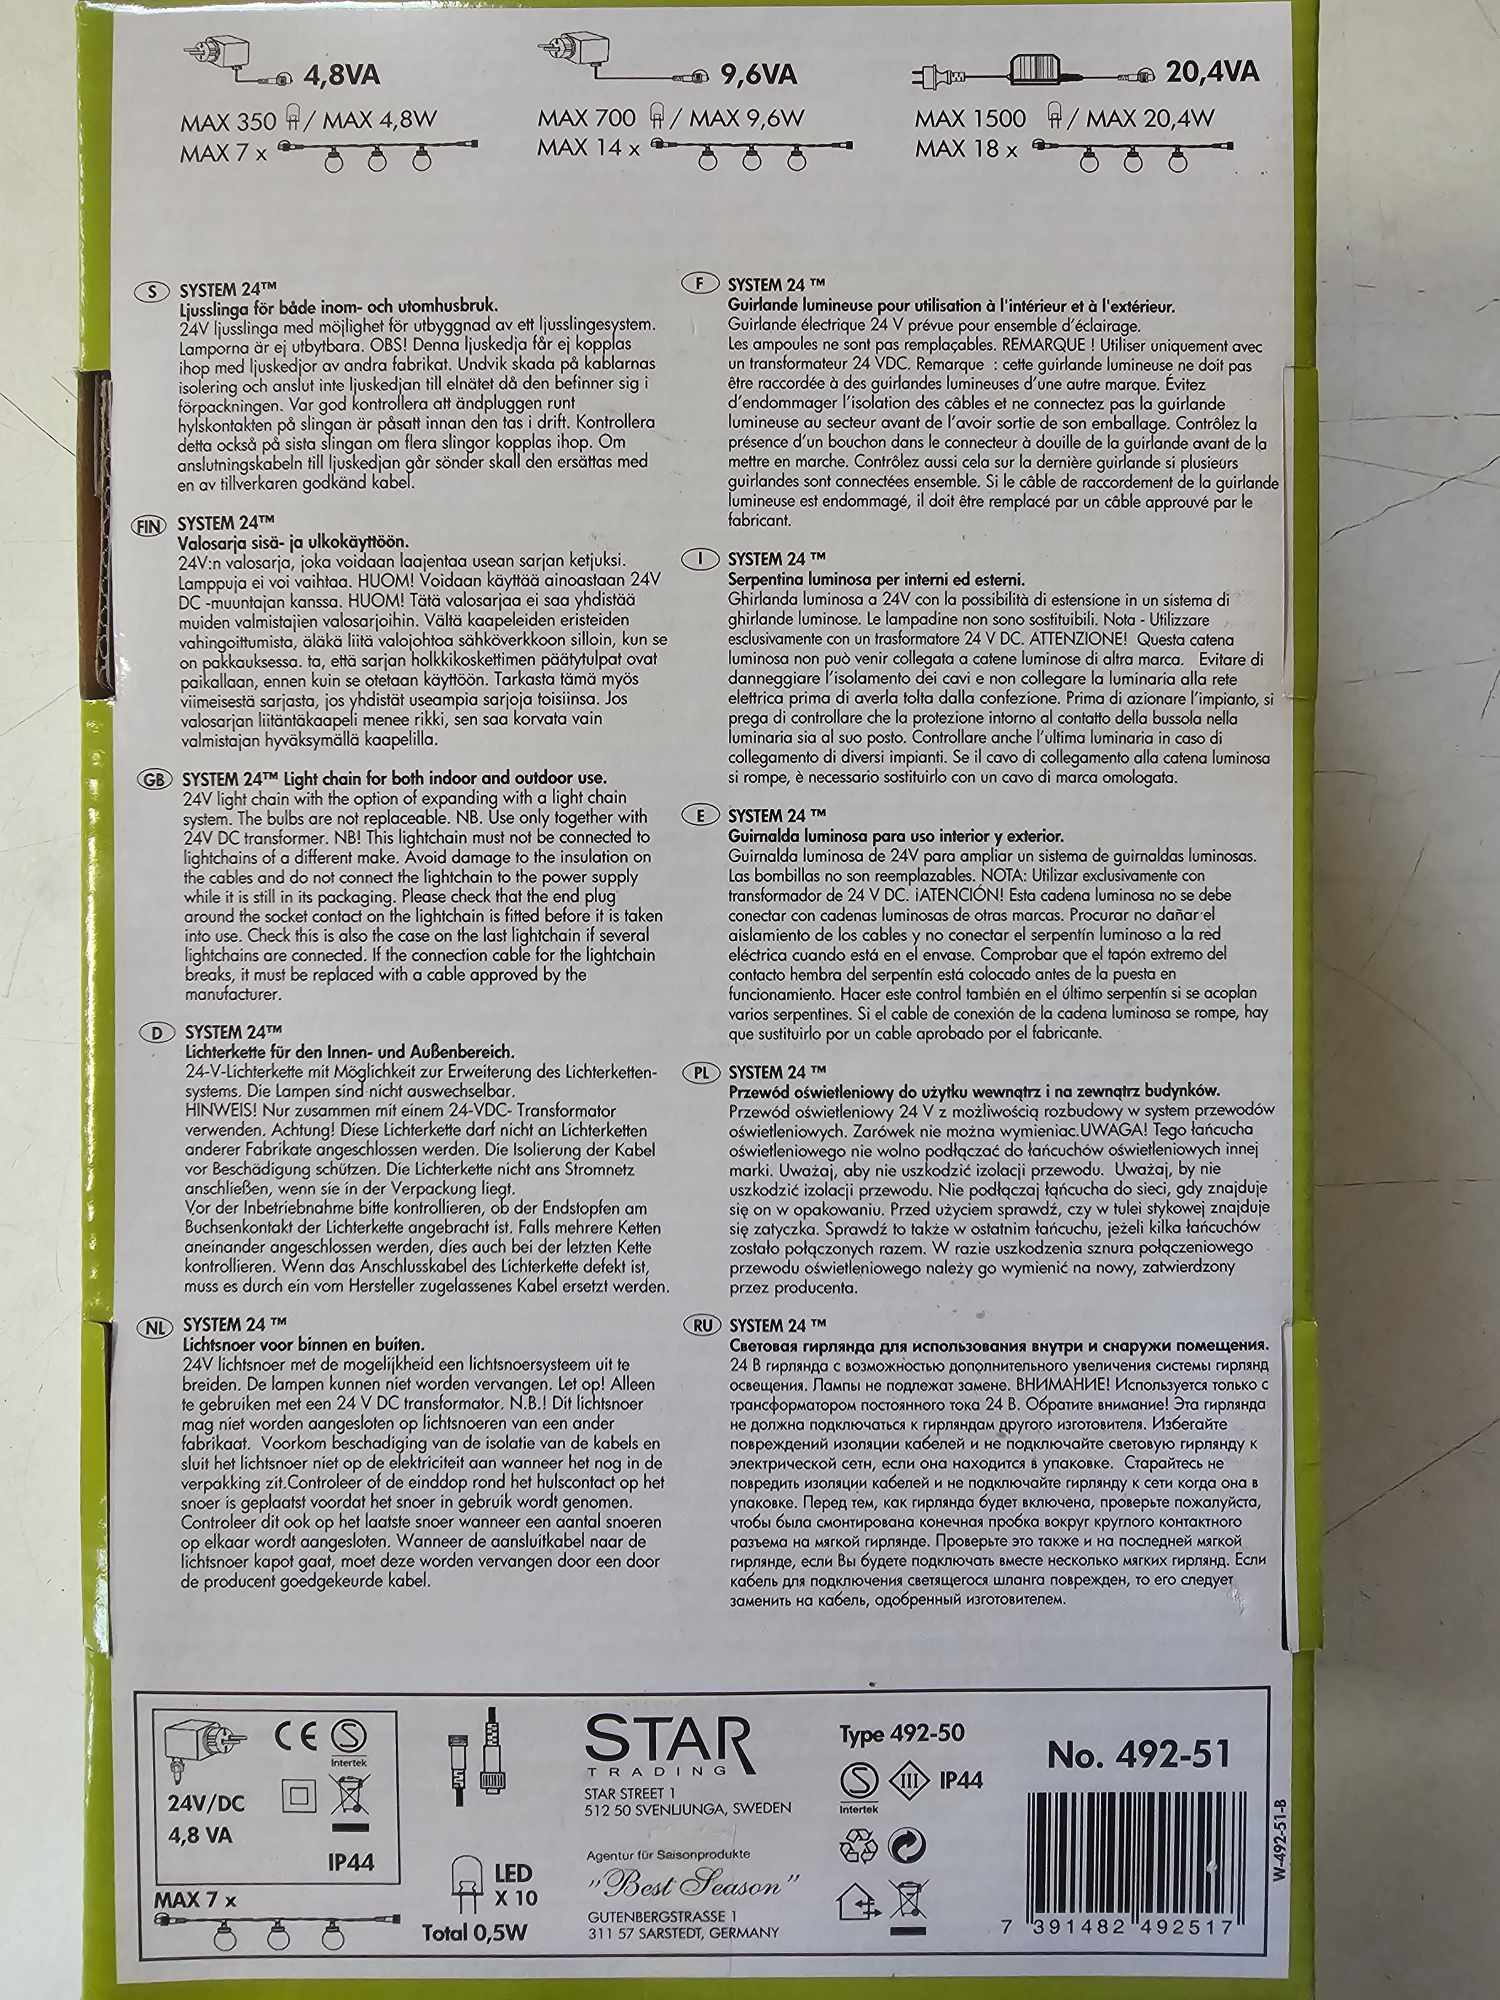 4,8VA
MAX 350 / MAX 4,8W
MAX 7 x
9,6VA
MAX 700 / MAX 9,6W
MAX 14 x
20,4VA
MAX 1500 / MAX 20,4W
MAX 18 x
S SYSTEM 24™
Ljusslinga för både inom- och utomhusbruk.
24V ljusslinga med möjlighet för utbyggnad av ett ljusslingesystem.
Lamporna är ej utbytbara. OBS! Denna ljuskedja får ej kopplas
ihop med ljuskedjor av andra fabrikat. Undvik skada på kablarnas
isolering och anslut inte ljuskedjan till elnätet då den befinner sig i
förpackningen. Var god kontrollera att ändpluggen runt
hylskontakten på slingan är påsatt innan den tas i drift. Kontrollera
detta också på sista slingan om flera slingor kopplas ihop. Om
anslutningskabeln till ljuskedjan går sönder skall den ersättas med
en av tillverkaren godkänd kabel.
FIN SYSTEM 24™
Valosarja sisä- ja ulkokäyttöön.
24V:n valosarja, joka voidaan laajentaa usean sarjan ketjuksi.
Lamppuja ei voi vaihtaa. HUOM! Voidaan käyttää ainoastaan 24V
DC -muuntajan kanssa. HUOM! Tätä valosarjaa ei saa yhdistää
muiden valmistajien valosarjoihin. Vältä kaapeleiden eristeiden
vahingoittumista, äläkä liitä valojohtoa sähköverkkoon silloin, kun se
on pakkauksessa. ta, että sarjan holkkikoskettimen päätytulpat ovat
paikallaan, ennen kuin se otetaan käyttöön. Tarkasta tämä myös
viimeisestä sarjasta, jos yhdistät useampia sarjoja toisiinsa. Jos
valosarjan liitäntäkaapeli menee rikki, sen saa korvata vain
valmistajan hyväksymällä kaapelilla.
GB SYSTEM 24™ Light chain for both indoor and outdoor use.
24V light chain with the option of expanding with a light chain
system. The bulbs are not replaceable. NB. Use only together with
24V DC transformer. NB! This lightchain must not be connected to
lightchains of a different make. Avoid damage to the insulation on
the cables and do not connect the lightchain to the power supply
while it is still in its packaging. Please check that the end plug
around the socket contact on the lightchain is fitted before it is taken
into use. Check this is also the case on the last lightchain if several
lightchains are connected. If the connection cable for the lightchain
breaks, it must be replaced with a cable approved by the
manufacturer.
D SYSTEM 24™
Lichterkette für den Innen- und Außenbereich.
24-V-Lichterkette mit Möglichkeit zur Erweiterung des Lichterketten-
systems. Die Lampen sind nicht auswechselbar.
HINWEIS! Nur zusammen mit einem 24-VDC- Transformator
verwenden. Achtung! Diese Lichterkette darf nicht an Lichterketten
anderer Fabrikate angeschlossen werden. Die Isolierung der Kabel
vor Beschädigung schützen. Die Lichterkette nicht ans Stromnetz
anschließen, wenn sie in der Verpackung liegt.
Vor der Inbetriebnahme bitte kontrollieren, ob der Endstopfen am
Buchsenkontakt der Lichterkette angebracht ist. Falls mehrere Ketten
aneinander angeschlossen werden, dies auch bei der letzten Kette
kontrollieren. Wenn das Anschlusskabel des Lichterkette defekt ist,
muss es durch ein vom Hersteller zugelassenes Kabel ersetzt werden.
NL SYSTEM 24 ™
Lichtsnoer voor binnen en buiten.
24V lichtsnoer met de mogelijkheid een lichtsnoersysteem uit te
breiden. De lampen kunnen niet worden vervangen. Let op! Alleen
te gebruiken met een 24 V DC transformator. N.B.! Dit lichtsnoer
mag niet worden aangesloten op lichtsnoeren van een ander
fabrikaat. Voorkom beschadiging van de isolatie van de kabels en
sluit het lichtsnoer niet op de elektriciteit aan wanneer het nog in de
verpakking zit.Controleer of de einddop rond het hulscontact op het
snoer is geplaatst voordat het snoer in gebruik wordt genomen.
Controleer dit ook op het laatste snoer wanneer een aantal snoeren
op elkaar wordt aangesloten. Wanneer de aansluitkabel naar de
lichtsnoer kapot gaat, moet deze worden vervangen door een door
de producent goedgekeurde kabel.
F SYSTEM 24 ™
Guirlande lumineuse pour utilisation à l'intérieur et à l'extérieur.
Guirlande électrique 24 V prévue pour ensemble d'éclairage.
Les ampoules ne sont pas remplaçables. REMARQUE ! Utiliser uniquement avec
un transformateur 24 VDC. Remarque : cette guirlande lumineuse ne doit pas
être raccordée à des guirlandes lumineuses d'une autre marque. Évitez
d'endommager l'isolation des câbles et ne connectez pas la guirlande
lumineuse au secteur avant de l'avoir sortie de son emballage. Contrôlez la
présence d'un bouchon dans le connecteur à douille de la guirlande avant de la
mettre en marche. Contrôlez aussi cela sur la dernière guirlande si plusieurs
guirlandes sont connectées ensemble. Si le câble de raccordement de la guirlande
lumineuse est endommagé, il doit être remplacé par un câble approuvé par le
fabricant.
I SYSTEM 24 ™
Serpentina luminosa per interni ed esterni.
Ghirlanda luminosa a 24V con la possibilità di estensione in un sistema di
ghirlande luminose. Le lampadine non sono sostituibili. Nota - Utilizzare
esclusivamente con un trasformatore 24 V DC. ATTENZIONE! Questa catena
luminosa non può venir collegata a catene luminose di altra marca. Evitare di
danneggiare l'isolamento dei cavi e non collegare la luminaria alla rete
elettrica prima di averla tolta dalla confezione. Prima di azionare l'impianto, si
prega di controllare che la protezione intorno al contatto della bussola nella
luminaria sia al suo posto. Controllare anche l'ultima luminaria in caso di
collegamento di diversi impianti. Se il cavo di collegamento alla catena luminosa
si rompe, è necessario sostituirlo con un cavo di marca omologata.
E SYSTEM 24 ™
Guirnalda luminosa para uso interior y exterior.
Guirnalda luminosa de 24V para ampliar un sistema de guirnaldas luminosas.
Las bombillas no son reemplazables. NOTA: Utilizar exclusivamente con
transformador de 24 V DC. ¡ATENCIÓN! Esta cadena luminosa no se debe
conectar con cadenas luminosas de otras marcas. Procurar no dañar el
aislamiento de los cables y no conectar el serpentín luminoso a la red
eléctrica cuando está en el envase. Comprobar que el tapón extremo del
contacto hembra del serpentín está colocado antes de la puesta en
funcionamiento. Hacer este control también en el último serpentín si se acoplan
varios serpentines. Si el cable de conexión de la cadena luminosa se rompe, hay
que sustituirlo por un cable aprobado por el fabricante.
PL SYSTEM 24 ™
Przewód oświetleniowy do użytku wewnątrz i na zewnątrz budynków.
Przewód oświetleniowy 24 V z możliwością rozbudowy w system przewodów
oświetleniowych. Zarówek nie można wymieniac.UWAGA! Tego łańcucha
oświetleniowego nie wolno podłączać do łańcuchów oświetleniowych innej
marki. Uważaj, aby nie uszkodzić izolacji przewodu. Uważaj, by nie
uszkodzić izolacji przewodu. Nie podłączaj łąńcucha do sieci, gdy znajduje
się on w opakowaniu. Przed użyciem sprawdź, czy w tulei stykowej znajduje
się zatyczka. Sprawdź to także w ostatnim łańcuchu, jeżeli kilka łańcuchów
zostało połączonych razem. W razie uszkodzenia sznura połączeniowego
przewodu oświetleniowego należy go wymienić na nowy, zatwierdzony
przez producenta.
RU SYSTEM 24 ™
Световая гирлянда для использования внутри и снаружи помещения.
24 В гирлянда с возможностью дополнительного увеличения системы гирлянд
освещения. Лампы не подлежат замене. ВНИМАНИЕ! Используется только с
трансформатором постоянного тока 24 В. Обратите внимание! Эта гирлянда
не должна подключаться к гирляндам другого изготовителя. Избегайте
повреждений изоляции кабелей и не подключайте световую гирлянду к
электрической сетн, если она находится в упаковке. Старайтесь не
повредить изоляции кабелей и не подключайте гирлянду к сети когда она в
упаковке. Перед тем, как гирлянда будет включена, проверьте пожалуйста,
чтобы была смонтирована конечная пробка вокруг круглого контактного
разъема на мягкой гирлянде. Проверьте это также и на последней мягкой
гирлянде, если Вы будете подключать вместе несколько мягких гирлянд. Если
кабель для подключения светящегося шланга поврежден, то его следует
заменить на кабель, одобренный изготовителем.
CE S
Intertek
24V/DC
4,8 VA
IP44
MAX 7 x
LED
X 10
Total 0,5W
STAR
TRADING
STAR STREET 1
512 50 SVENLJUNGA, SWEDEN
Agentur für Saisonprodukte
"Best Season"
GUTENBERGSTRASSE 1
311 57 SARSTEDT, GERMANY
Type 492-50
S III IP44
Intertek
No. 492-51
W-492-51-B
7 391482 492517